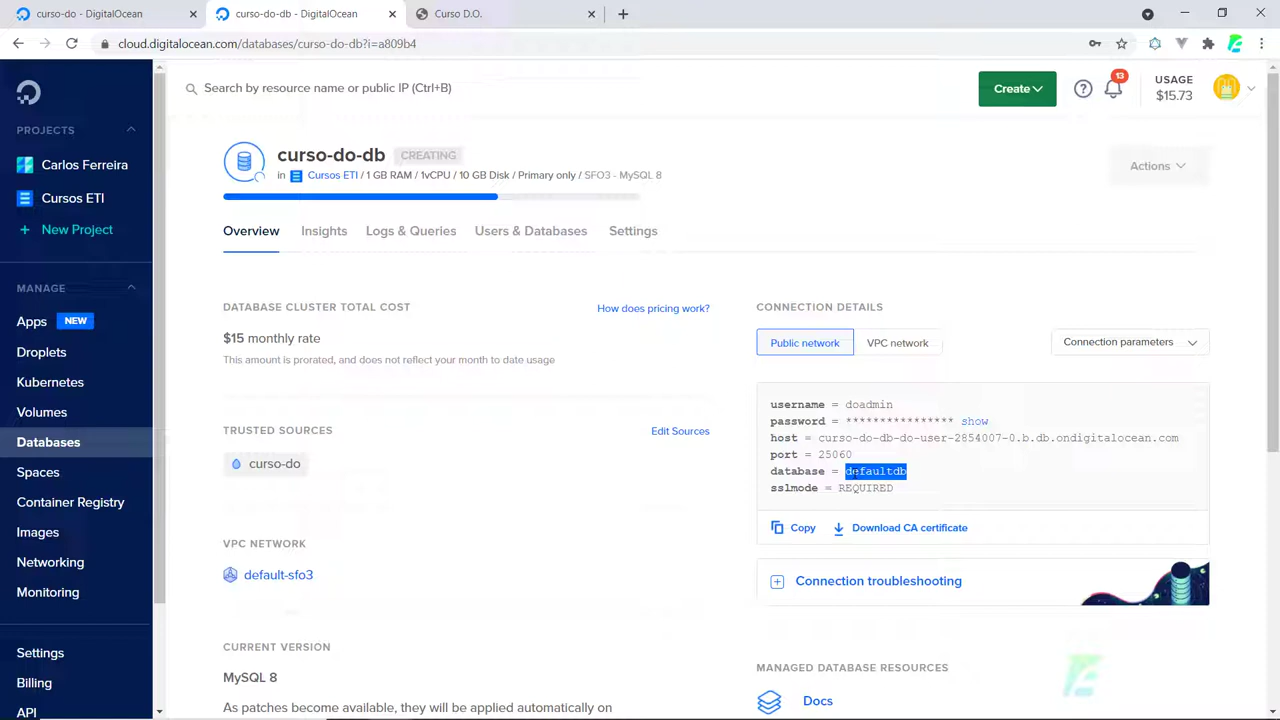 curso-do - DigitalOcean
curso-do-db - DigitalOcean
Curso D.O.
cloud.digitalocean.com/databases/curso-do-db?i=a809b4
Search by resource name or public IP (Ctrl+B)
Create
13
USAGE
$15.73
PROJECTS
Carlos Ferreira
Cursos ETI
+ New Project
MANAGE
Apps NEW
Droplets
Kubernetes
Volumes
Databases
Spaces
Container Registry
Images
Networking
Monitoring
Settings
Billing
API
curso-do-db CREATING
in Cursos ETI / 1 GB RAM / 1vCPU / 10 GB Disk / Primary only / SFO3 - MySQL 8
Actions
Overview Insights Logs & Queries Users & Databases Settings
DATABASE CLUSTER TOTAL COST
How does pricing work?
$15 monthly rate
This amount is prorated, and does not reflect your month to date usage
TRUSTED SOURCES
Edit Sources
curso-do
VPC NETWORK
default-sfo3
CURRENT VERSION
MySQL 8
As patches become available, they will be applied automatically on
CONNECTION DETAILS
Public network VPC network
Connection parameters
username = doadmin
password = **************** show
host = curso-do-db-do-user-2854007-0.b.db.ondigitalocean.com
port = 25060
database = defaultdb
sslmode = REQUIRED
Copy Download CA certificate
Connection troubleshooting
MANAGED DATABASE RESOURCES
Docs